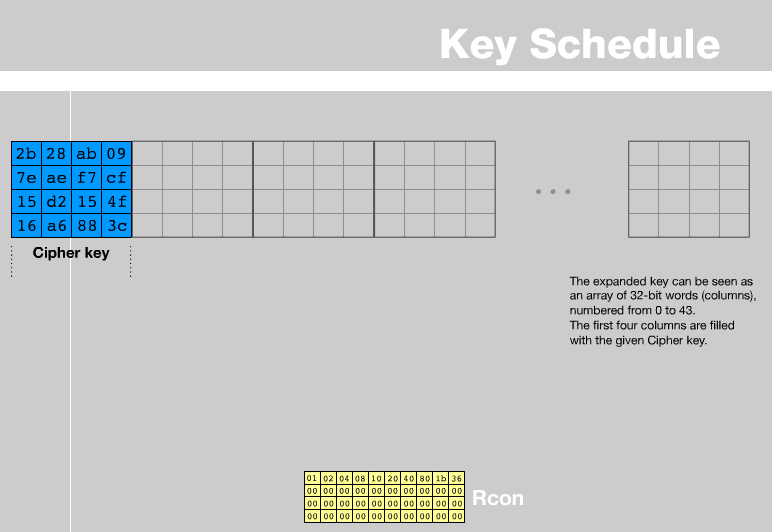 Key Schedule
2b 28 ab 09
7e ae f7 cf
15 d2 15 4f
16 a6 88 3c
Cipher key
The expanded key can be seen as
an array of 32-bit words (columns),
numbered from 0 to 43.
The first four columns are filled
with the given Cipher key.
01 02 04 08 10 20 40 80 1b 36
00 00 00 00 00 00 00 00 00 00
00 00 00 00 00 00 00 00 00 00
00 00 00 00 00 00 00 00 00 00
Rcon